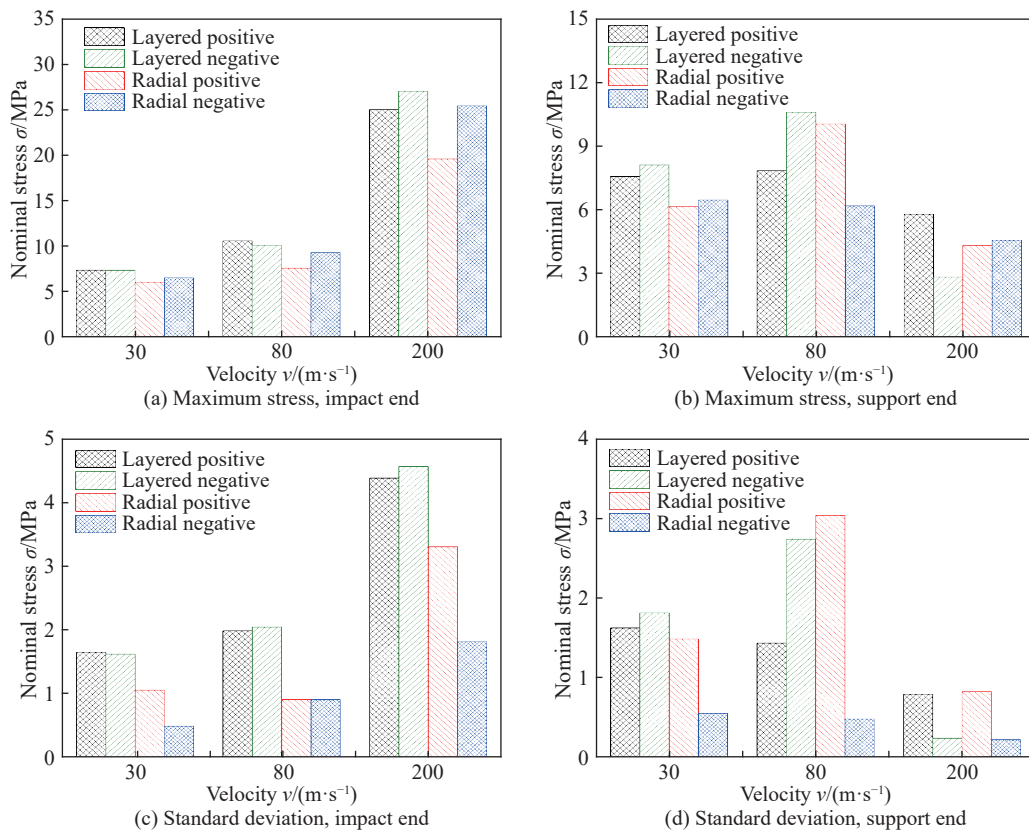 35
30
25
20
15
10
5
0
Nominal stress σ/MPa
Layered positive
Layered negative
Radial positive
Radial negative
30 80 200
Velocity v/(m·s⁻¹)
(a) Maximum stress, impact end
15
12
9
6
3
0
Nominal stress σ/MPa
Layered positive
Layered negative
Radial positive
Radial negative
30 80 200
Velocity v/(m·s⁻¹)
(b) Maximum stress, support end
5
4
3
2
1
0
Nominal stress σ/MPa
Layered positive
Layered negative
Radial positive
Radial negative
30 80 200
Velocity v/(m·s⁻¹)
(c) Standard deviation, impact end
4
3
2
1
0
Nominal stress σ/MPa
Layered positive
Layered negative
Radial positive
Radial negative
30 80 200
Velocity v/(m·s⁻¹)
(d) Standard deviation, support end